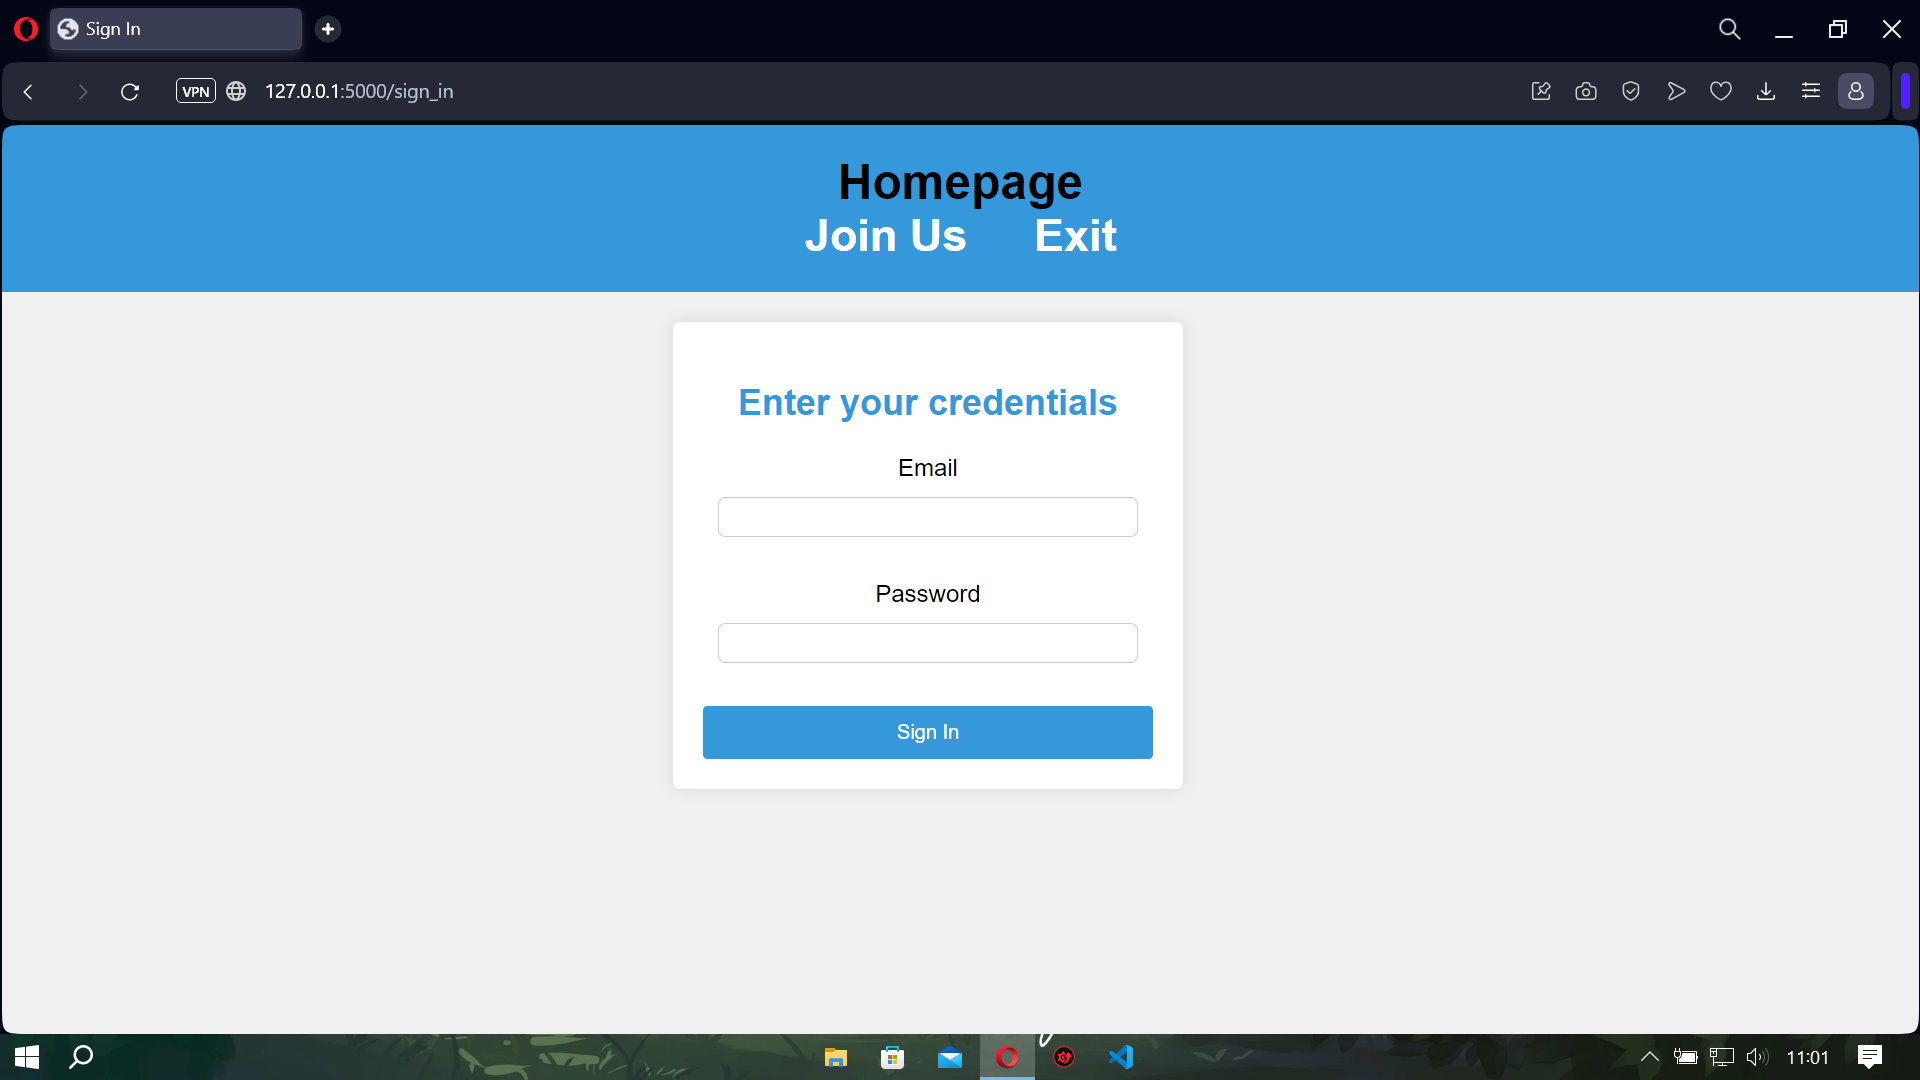 Sign In
VPN 127.0.0.1:5000/sign_in
Homepage
Join Us Exit
Enter your credentials
Email
Password
Sign In
11:01